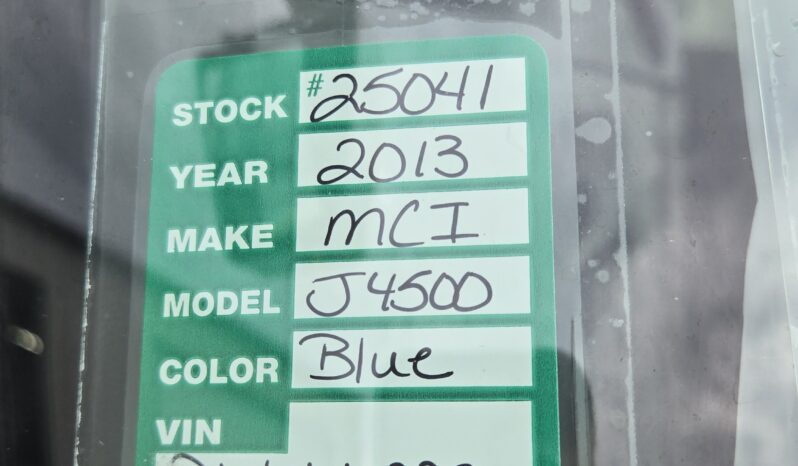 STOCK #25041
YEAR 2013
MAKE MCI
MODEL J4500
COLOR Blue
VIN